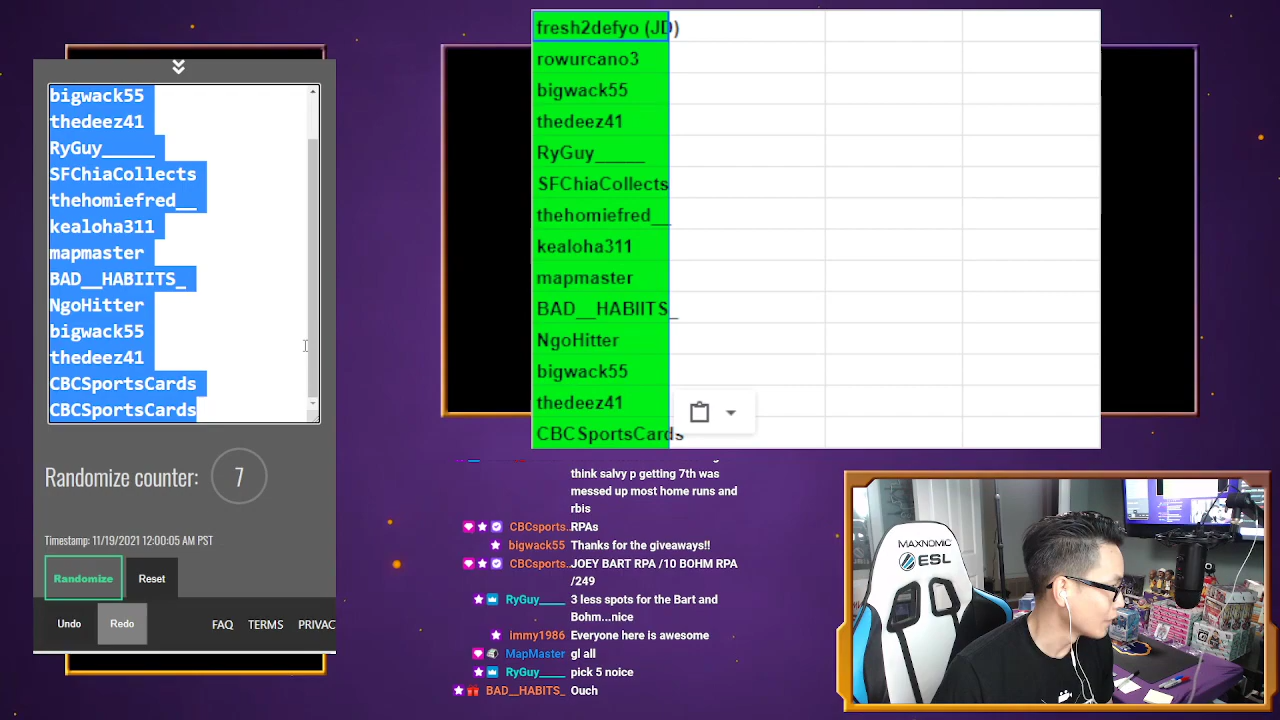 bigwack55
thedeez41
RyGuy_____
SFChiaCollects
thehomiefred__
kealoha311
mapmaster
BAD__HABIITS_
NgoHitter
bigwack55
thedeez41
CBCSportsCards
CBCSportsCards
Randomize counter: 7
Timestamp: 11/19/2021 12:00:05 AM PST
Randomize
Reset
Undo
Redo
FAQ
TERMS
PRIVAC
fresh2defyo (JD)
rowurcano3
bigwack55
thedeez41
RyGuy_____
SFChiaCollects
thehomiefred__
kealoha311
mapmaster
BAD__HABIITS_
NgoHitter
bigwack55
thedeez41
CBCSportsCards
think salvy p getting 7th was
messed up most home runs and
rbis
CBCsports.. RPAs
bigwack55 Thanks for the giveaways!!
CBCsports.. JOEY BART RPA /10 BOHM RPA
/249
RyGuy_____ 3 less spots for the Bart and
Bohm...nice
immy1986 Everyone here is awesome
MapMaster gl all
RyGuy_____ pick 5 noice
BAD__HABITS_ Ouch
MAXNOMIC
ESL